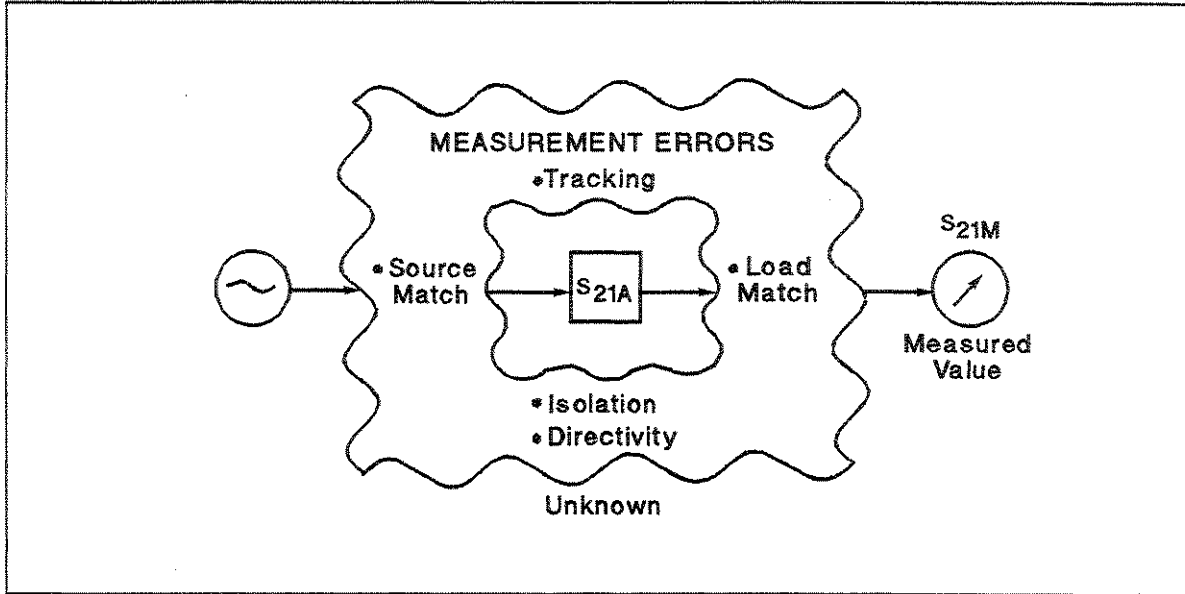 MEASUREMENT ERRORS
•Tracking
S21M
• Source
Match
S21A
• Load
Match
Measured
Value
• Isolation
• Directivity
Unknown